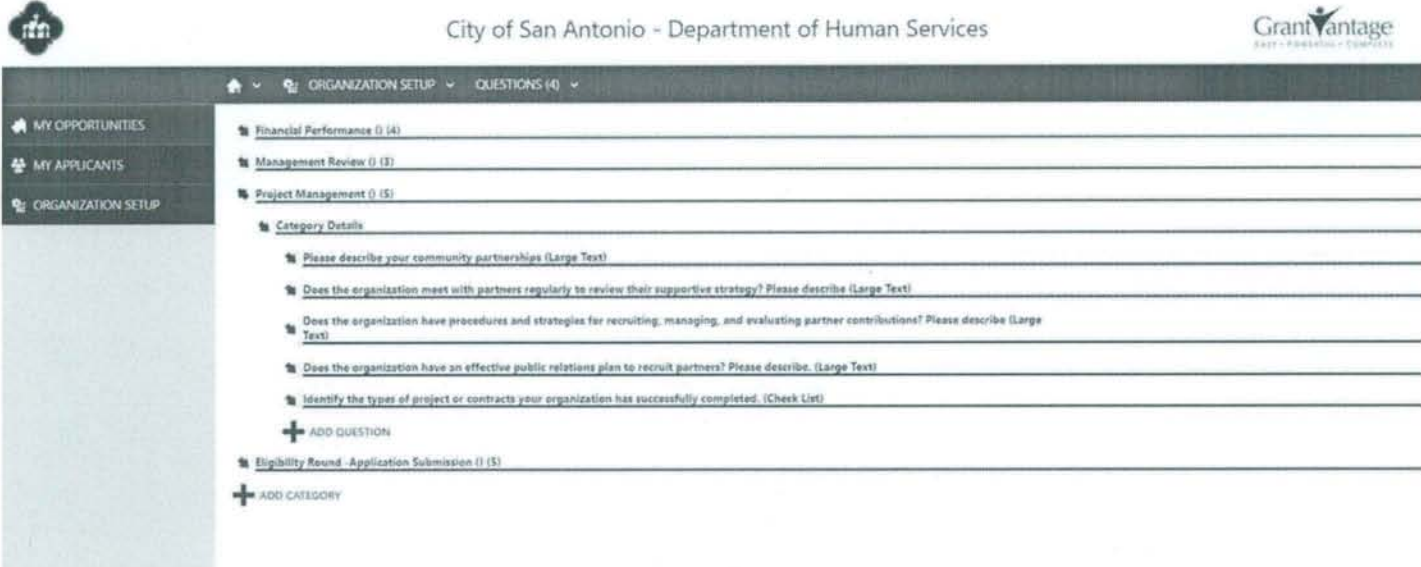 City of San Antonio - Department of Human Services
GrantVantage
EASY • POWERFUL • COMPLETE
ORGANIZATION SETUP
QUESTIONS (4)
MY OPPORTUNITIES
MY APPLICANTS
ORGANIZATION SETUP
Financial Performance () (4)
Management Review () (3)
Project Management () (5)
Category Details
Please describe your community partnerships (Large Text)
Does the organization meet with partners regularly to review their supportive strategy? Please describe (Large Text)
Does the organization have procedures and strategies for recruiting, managing, and evaluating partner contributions? Please describe (Large
Text)
Does the organization have an effective public relations plan to recruit partners? Please describe. (Large Text)
Identify the types of project or contracts your organization has successfully completed. (Check List)
ADD QUESTION
Eligibility Round -Application Submission () (5)
ADD CATEGORY